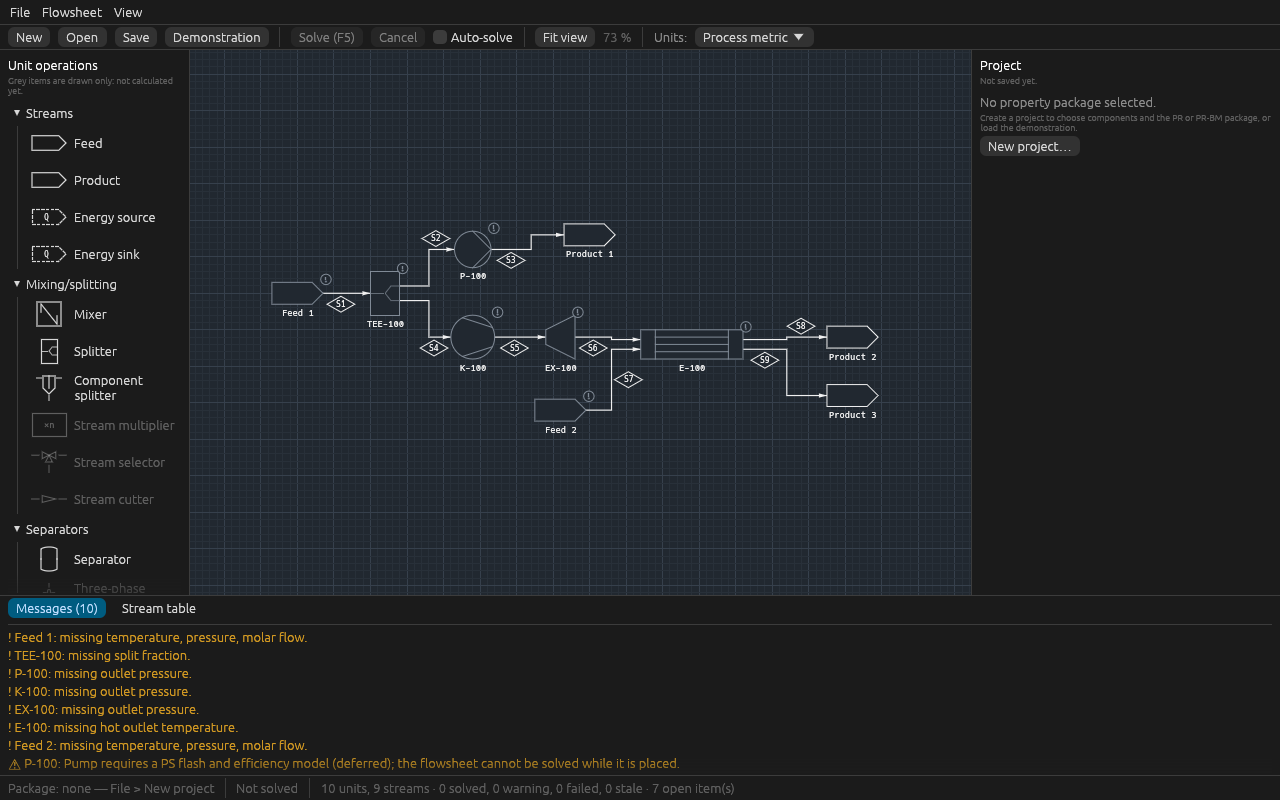 File Flowsheet View
New Open Save Demonstration Solve (F5) Cancel Auto-solve Fit view 73 % Units: Process metric
Unit operations
Grey items are drawn only: not calculated
yet.
Streams
Feed
Product
Q Energy source
Q Energy sink
Mixing/splitting
Mixer
Splitter
Component
splitter
×n Stream multiplier
Stream selector
Stream cutter
Separators
Separator
Three-phase
S2
P-100
S3
Product 1
Feed 1
S1
TEE-100
S4
K-100
S5
EX-100
S6
E-100
S7
Feed 2
S8
Product 2
S9
Product 3
Project
Not saved yet.
No property package selected.
Create a project to choose components and the PR or PR-BM package, or
load the demonstration.
New project…
Messages (10) Stream table
! Feed 1: missing temperature, pressure, molar flow.
! TEE-100: missing split fraction.
! P-100: missing outlet pressure.
! K-100: missing outlet pressure.
! EX-100: missing outlet pressure.
! E-100: missing hot outlet temperature.
! Feed 2: missing temperature, pressure, molar flow.
⚠ P-100: Pump requires a PS flash and efficiency model (deferred); the flowsheet cannot be solved while it is placed.
Package: none — File > New project Not solved 10 units, 9 streams · 0 solved, 0 warning, 0 failed, 0 stale · 7 open item(s)